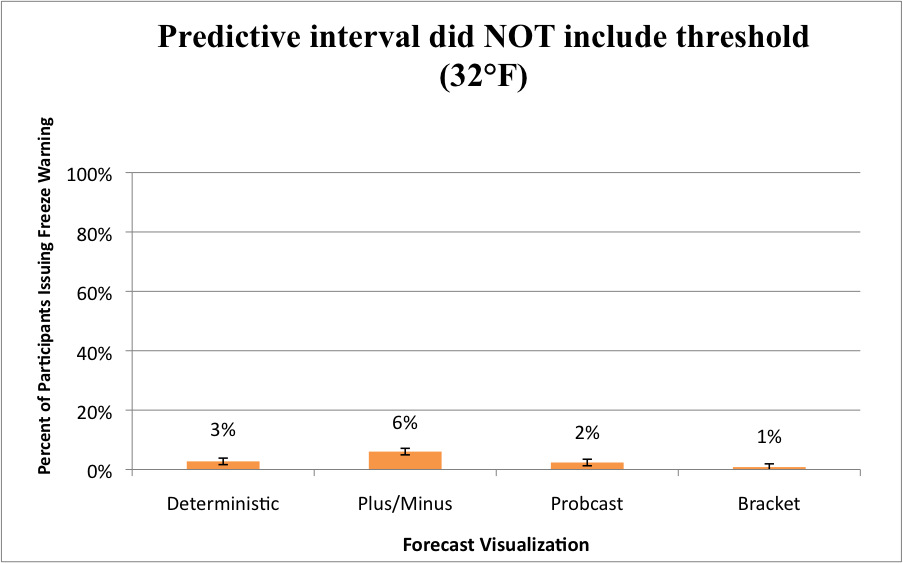 Predictive interval did NOT include threshold
(32°F)
Percent of Participants Issuing Freeze Warning
100%
80%
60%
40%
20%
0%
3%
6%
2%
1%
Deterministic
Plus/Minus
Probcast
Bracket
Forecast Visualization